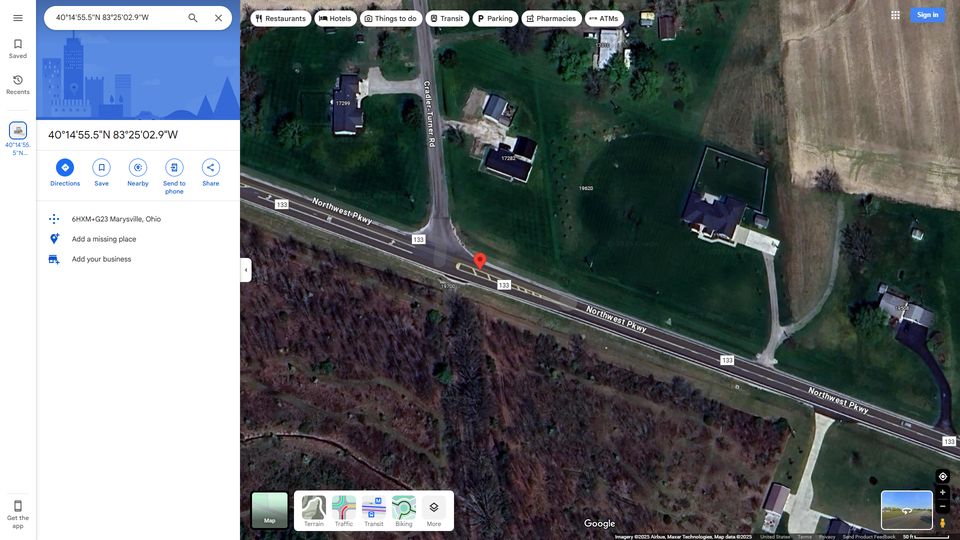 40°14'55.5"N 83°25'02.9"W
Restaurants
Hotels
Things to do
Transit
Parking
Pharmacies
ATMs
Sign in
Saved
Recents
40°14'55.
5"N...
40°14'55.5"N 83°25'02.9"W
Directions
Save
Nearby
Send to
phone
Share
6HXM+G23 Marysville, Ohio
Add a missing place
Add your business
Get the
app
17299
Cradler-Turner Rd
17282
19620
133
Northwest Pkwy
133
133
19700
Northwest Pkwy
133
Northwest Pkwy
133
Map
Terrain
Traffic
Transit
Biking
More
Google
Imagery ©2025 Airbus, Maxar Technologies, Map data ©2025
United States
Terms
Privacy
Send Product Feedback
50 ft